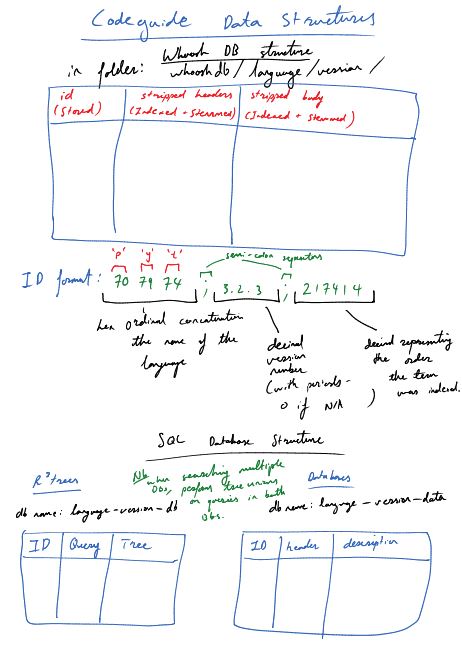 Codeguide Data Structures
Whoosh DB structure
in folder: whooshdb / language / version /
id stripped headers stripped body
(Stored) (Indexed + Stemmed) (Indexed + Stemmed)
'p' 'y' 't' semi-colon separators
ID format: 70 79 74 ; 3.2.3 ; 217414
hex ordinal concatenation
the name of the
language
decimal
version
number
(with periods -
0 if N/A )
decimal representing
the order
the term
was indexed.
SQL Database Structure
R³ trees
db name: language-version-db
Nb when searching multiple
DBs, perform tree unions
on queries in both
DBs.
Databases
db name: language - version-data
ID Query Tree
ID header description